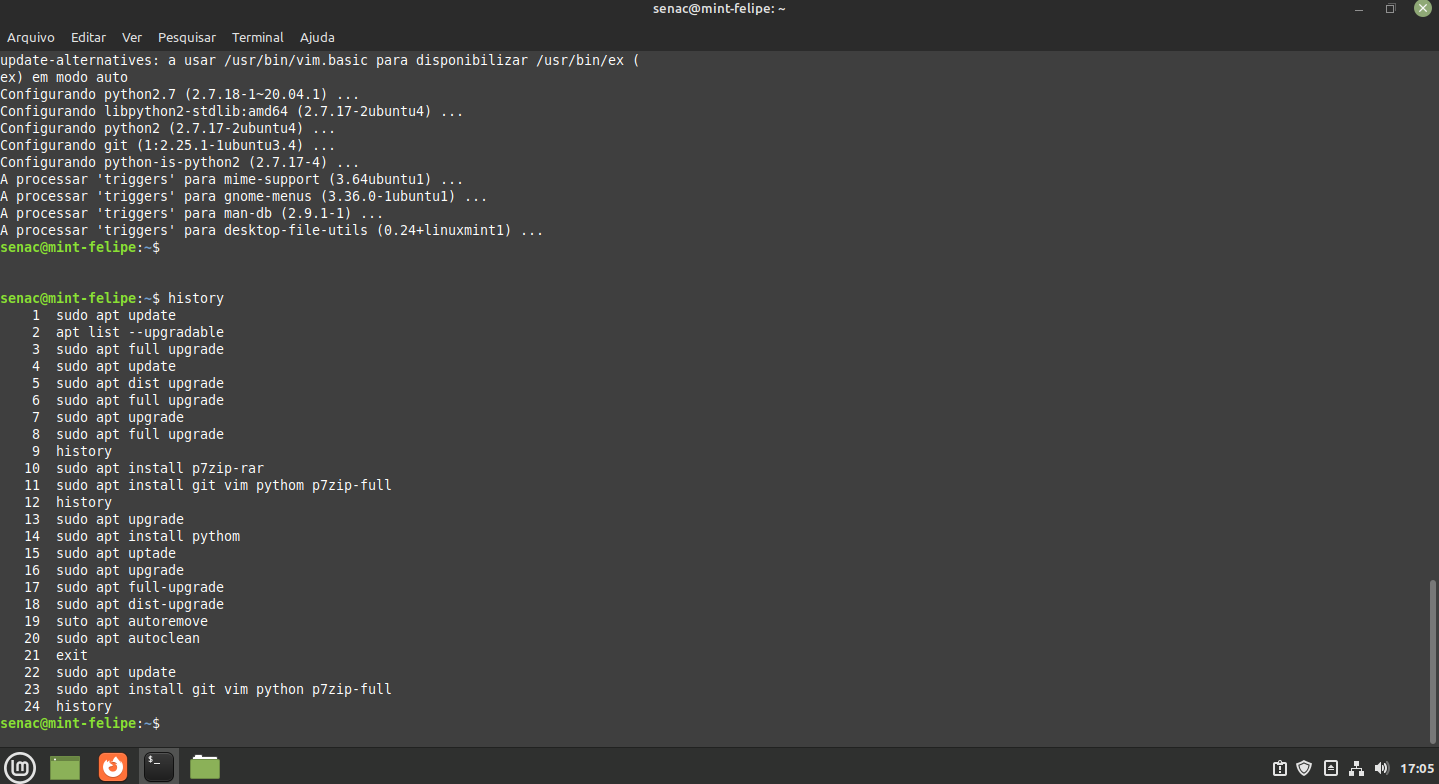 senac@mint-felipe: ~
Arquivo Editar Ver Pesquisar Terminal Ajuda
update-alternatives: a usar /usr/bin/vim.basic para disponibilizar /usr/bin/ex (
ex) em modo auto
Configurando python2.7 (2.7.18-1~20.04.1) ...
Configurando libpython2-stdlib:amd64 (2.7.17-2ubuntu4) ...
Configurando python2 (2.7.17-2ubuntu4) ...
Configurando git (1:2.25.1-1ubuntu3.4) ...
Configurando python-is-python2 (2.7.17-4) ...
A processar 'triggers' para mime-support (3.64ubuntu1) ...
A processar 'triggers' para gnome-menus (3.36.0-1ubuntu1) ...
A processar 'triggers' para man-db (2.9.1-1) ...
A processar 'triggers' para desktop-file-utils (0.24+linuxmint1) ...
senac@mint-felipe:~$
senac@mint-felipe:~$ history
1 sudo apt update
2 apt list --upgradable
3 sudo apt full upgrade
4 sudo apt update
5 sudo apt dist upgrade
6 sudo apt full upgrade
7 sudo apt upgrade
8 sudo apt full upgrade
9 history
10 sudo apt install p7zip-rar
11 sudo apt install git vim pythom p7zip-full
12 history
13 sudo apt upgrade
14 sudo apt install pythom
15 sudo apt uptade
16 sudo apt upgrade
17 sudo apt full-upgrade
18 sudo apt dist-upgrade
19 suto apt autoremove
20 sudo apt autoclean
21 exit
22 sudo apt update
23 sudo apt install git vim python p7zip-full
24 history
senac@mint-felipe:~$
17:05